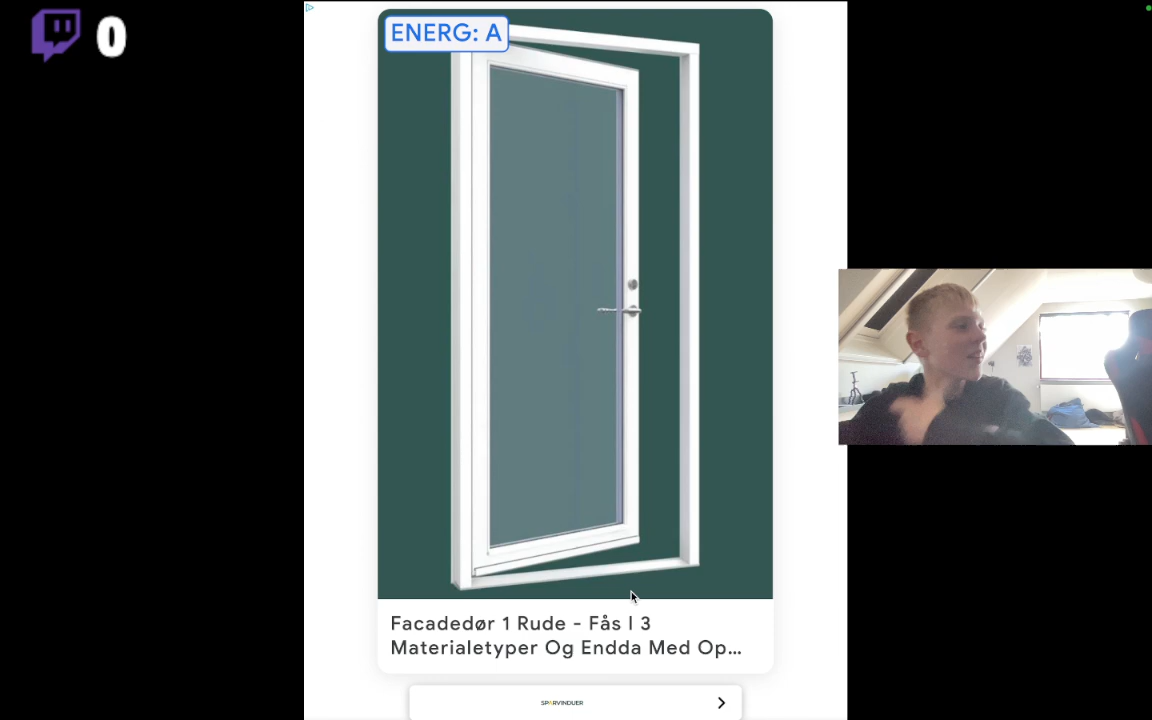 0
ENERG: A
Facadedør 1 Rude - Fås I 3
Materialetyper Og Endda Med Op...
SPARVINDUER